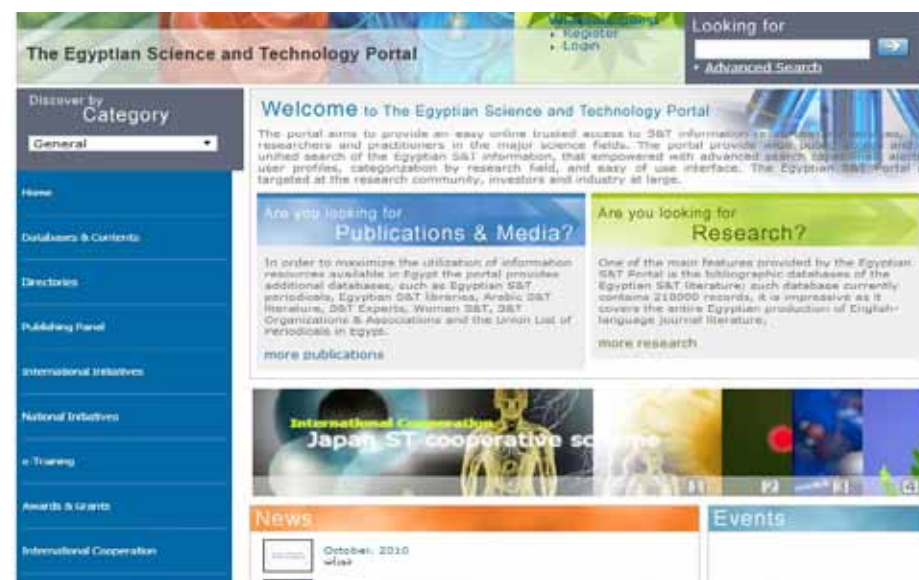 The Egyptian Science and Technology Portal
Register
Login
Looking for
Advanced Search
Discover by
Category
General
Home
Databases & Contents
Directories
Publishing Panel
International Initiatives
National Initiatives
e-Training
Awards & Grants
International Cooperation
Welcome to The Egyptian Science and Technology Portal
The portal aims to provide an easy online trusted access to S&T information
researchers and practitioners in the major science fields. The portal provide wide public access and
unified search of the Egyptian S&T information, that empowered with advanced search
user profiles, categorization by research field, and easy of use interface. The Egyptian S&T Portal
targeted at the research community, investors and industry at large.
Are you looking for
Publications & Media?
In order to maximize the utilization of information
resources available in Egypt the portal provides
additional databases, such as Egyptian S&T
periodicals, Egyptian S&T libraries, Arabic S&T
literature, S&T Experts, Women S&T, S&T
Organizations & Associations and the Union List of
Periodicals in Egypt.
more publications
Are you looking for
Research?
One of the main features provided by the Egyptian
S&T Portal is the bibliographic databases of the
Egyptian S&T literature; such database currently
contains 210000 records, it is impressive as it
covers the entire Egyptian production of English-
language journal literature,
more research
International Cooperation
Japan ST cooperative scheme
1 2 3 4
News
October, 2010
Events